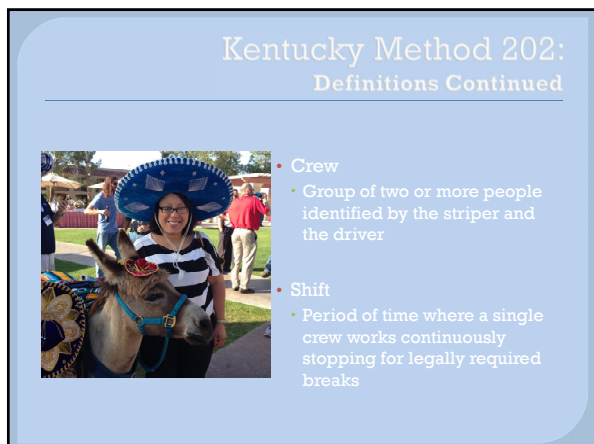 Kentucky Method 202:
Definitions Continued
• Crew
• Group of two or more people
identified by the striper and
the driver
• Shift
• Period of time where a single
crew works continuously
stopping for legally required
breaks